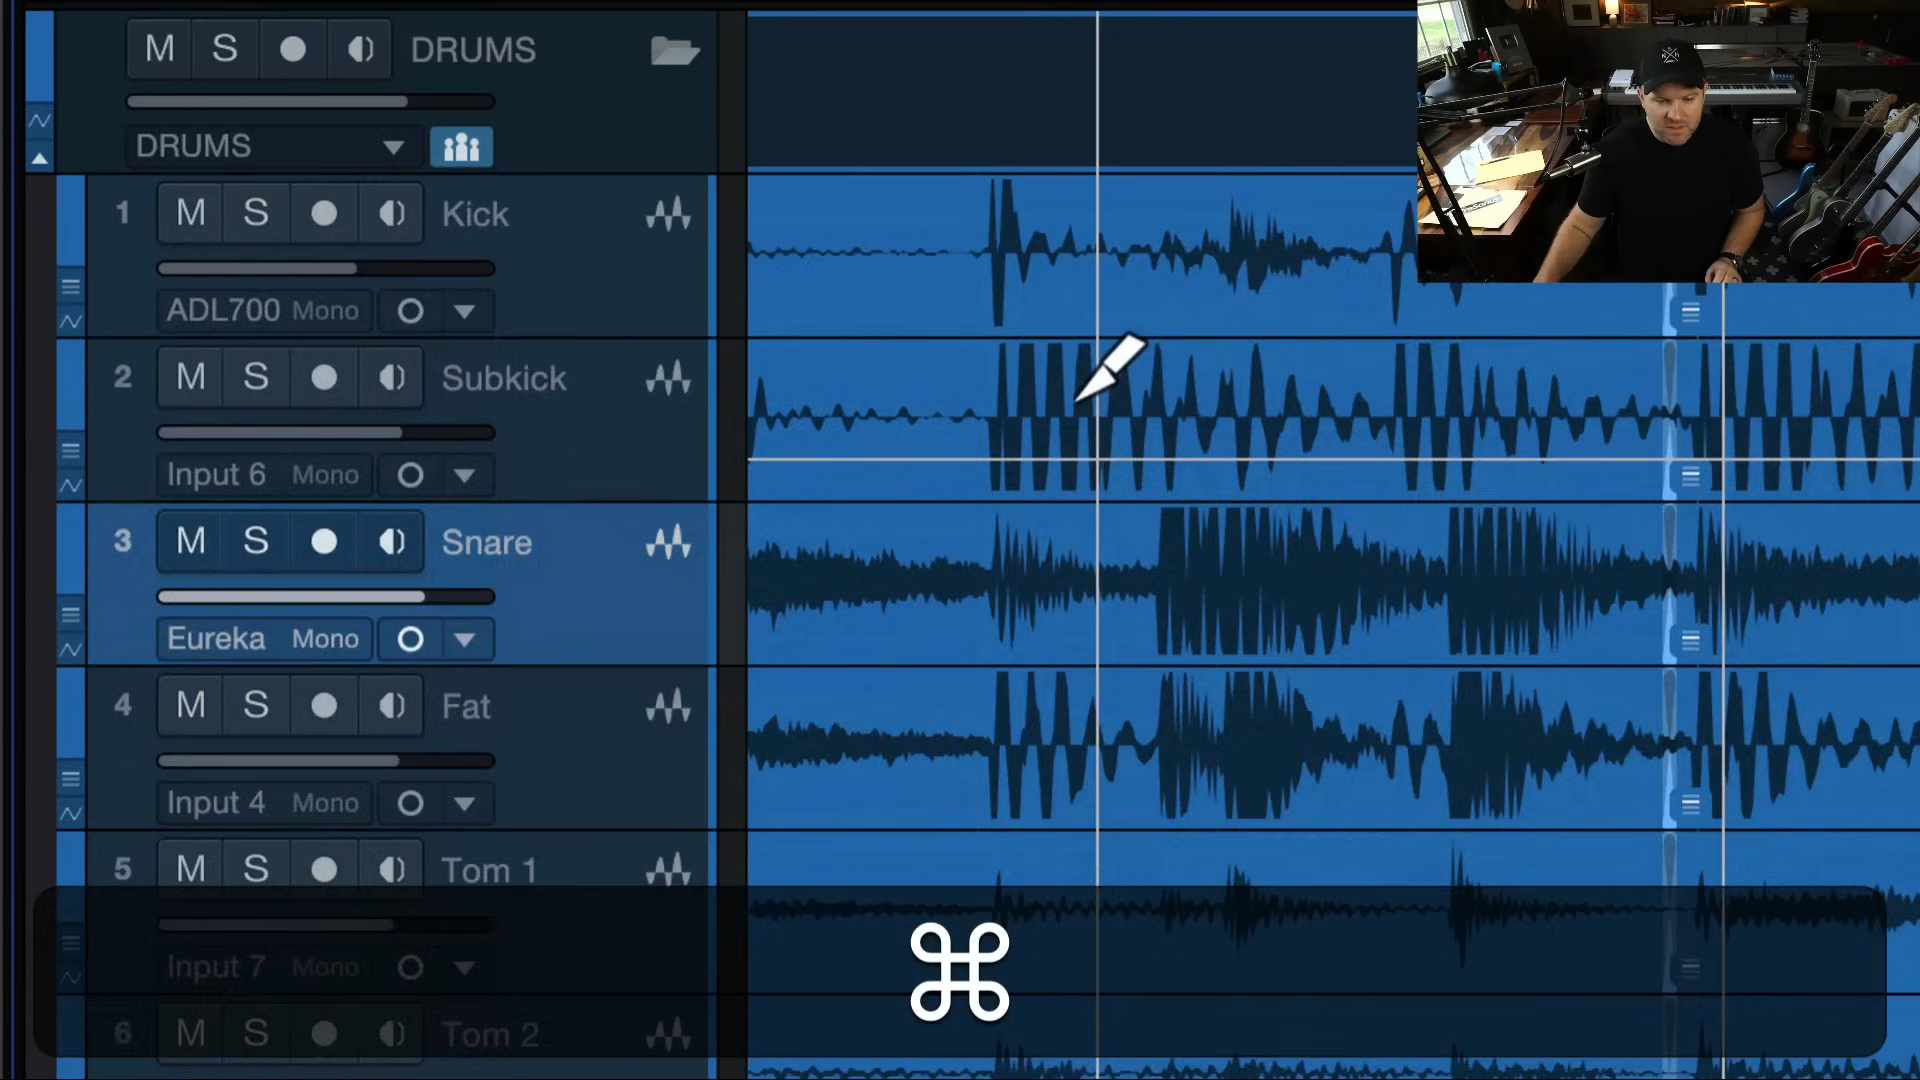 M S DRUMS
DRUMS
1 M S Kick
ADL700 Mono
2 M S Subkick
Input 6 Mono
3 M S Snare
Eureka Mono
4 M S Fat
Input 4 Mono
5 M S Tom 1
Input 7 Mono
6 M S Tom 2
⌘